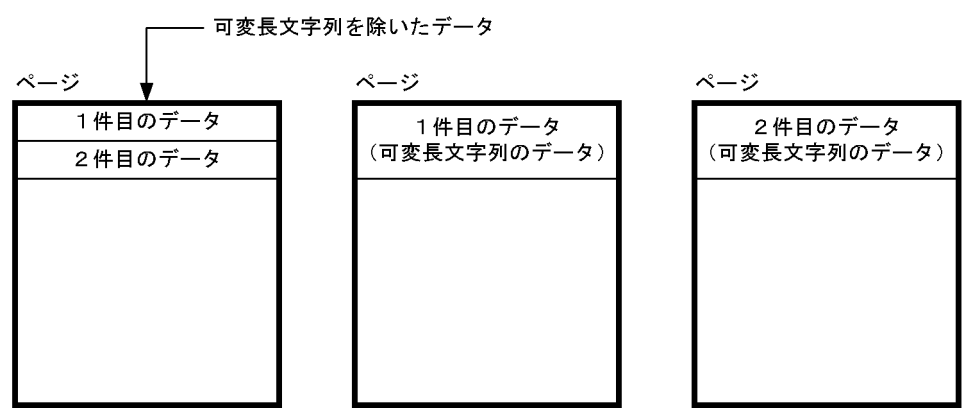 可変長文字列を除いたデータ
ページ
１件目のデータ
２件目のデータ
ページ
１件目のデータ
（可変長文字列のデータ）
ページ
２件目のデータ
（可変長文字列のデータ）